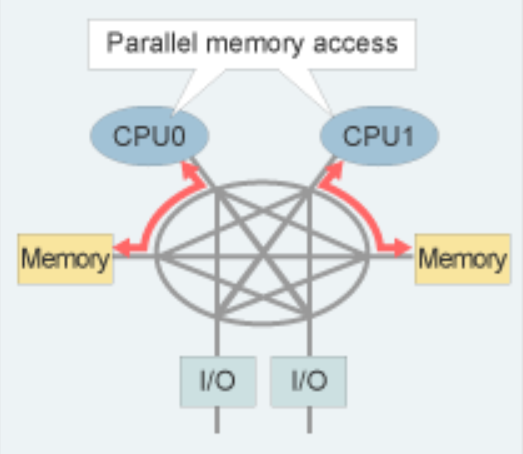 Parallel memory access
CPU0
CPU1
Memory
Memory
I/O
I/O